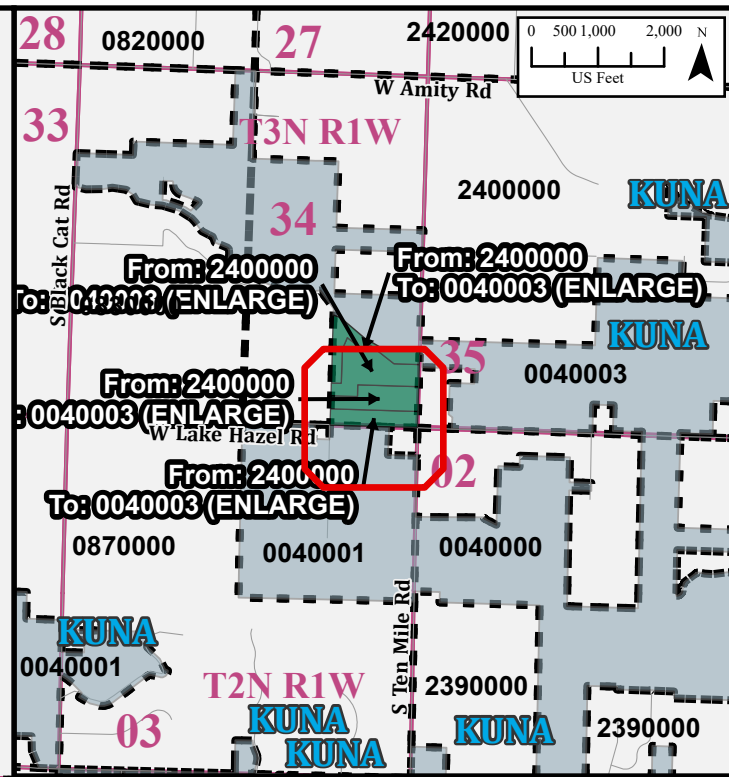 28
0820000
27
2420000
0 500 1,000 2,000 N
US Feet
W Amity Rd
33
T3N R1W
2400000
KUNA
S Black Cat Rd
34
From: 2400000
To: 0040003 (ENLARGE)
From: 2400000
To: 0040003 (ENLARGE)
KUNA
35
0040003
From: 2400000
: 0040003 (ENLARGE)
W Lake Hazel Rd
From: 2400000
To: 0040003 (ENLARGE)
02
0870000
0040001
0040000
S Ten Mile Rd
KUNA
0040001
T2N R1W
2390000
03
KUNA
KUNA
KUNA
2390000